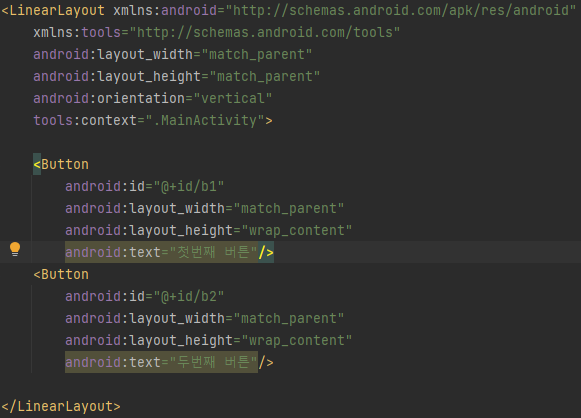 <LinearLayout xmlns:android="http://schemas.android.com/apk/res/android"
    xmlns:tools="http://schemas.android.com/tools"
    android:layout_width="match_parent"
    android:layout_height="match_parent"
    android:orientation="vertical"
    tools:context=".MainActivity">

    <Button
        android:id="@+id/b1"
        android:layout_width="match_parent"
        android:layout_height="wrap_content"
        android:text="첫번째 버튼"/>
    <Button
        android:id="@+id/b2"
        android:layout_width="match_parent"
        android:layout_height="wrap_content"
        android:text="두번째 버튼"/>

</LinearLayout>